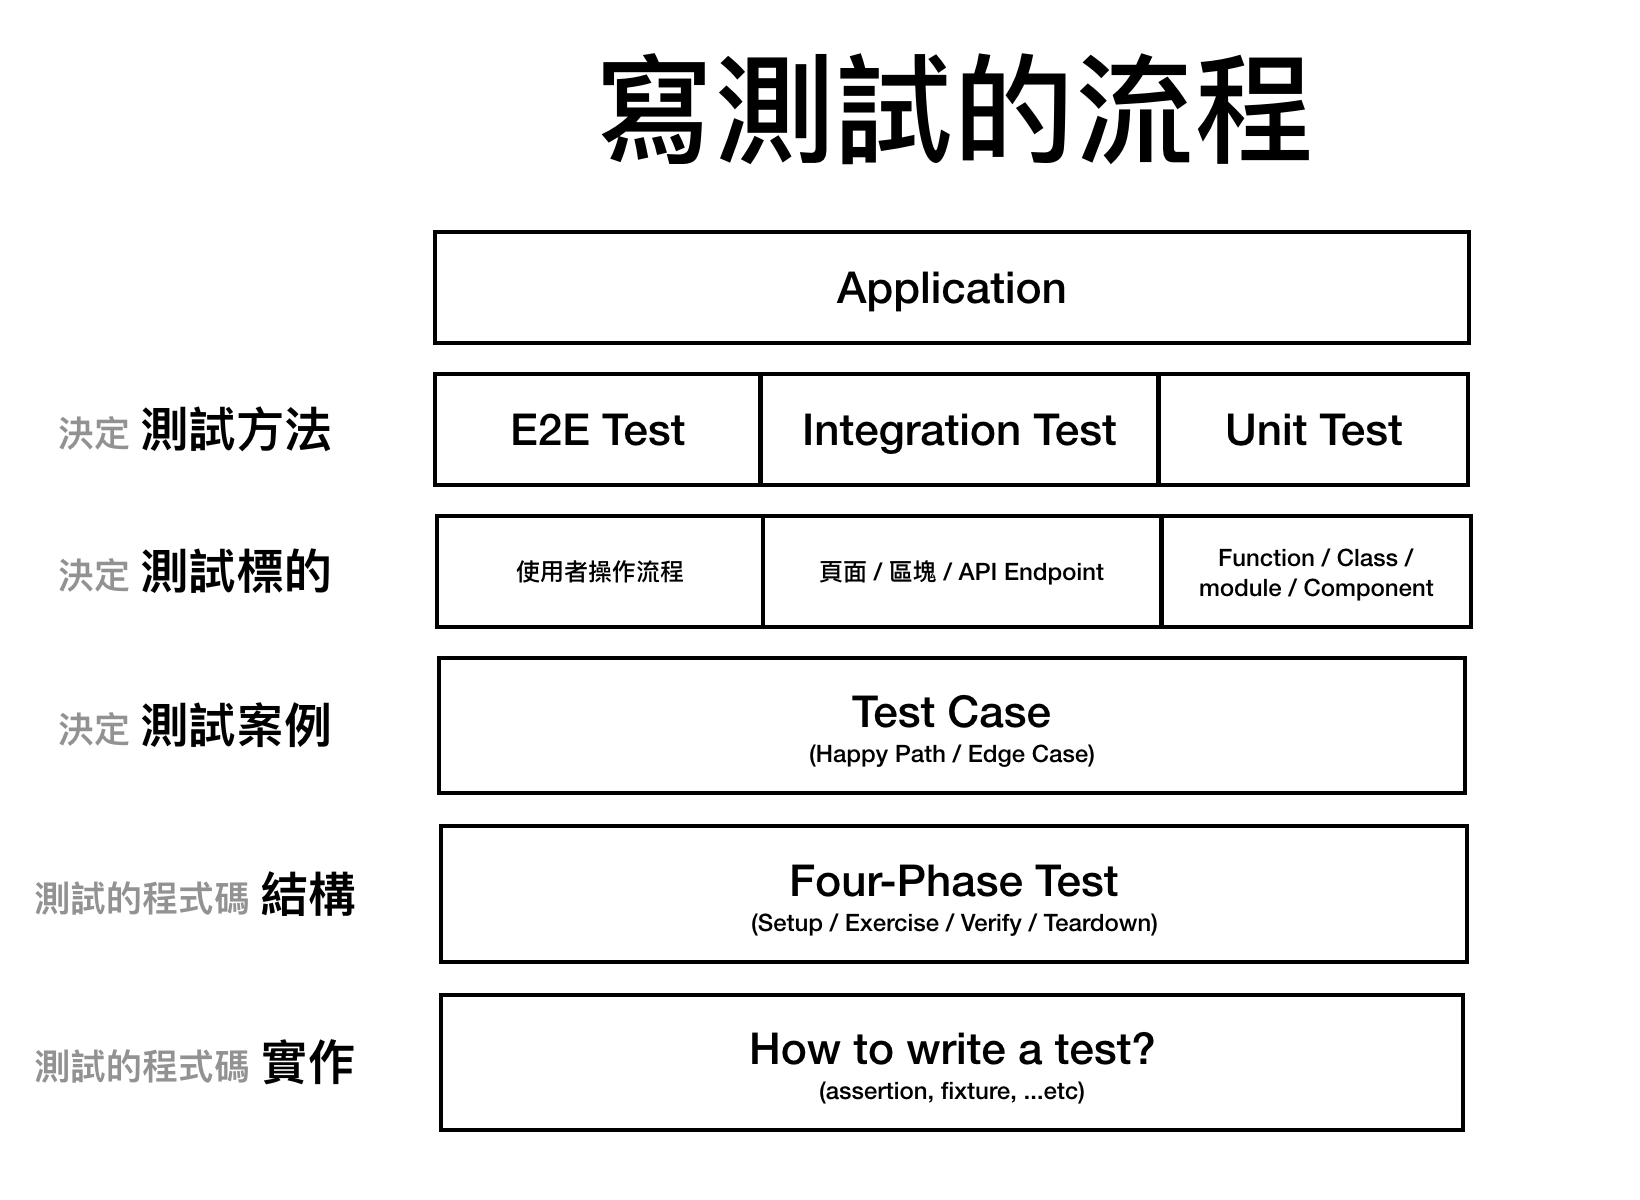 寫測試的流程
Application
決定 測試方法
E2E Test
Integration Test
Unit Test
決定 測試標的
使用者操作流程
頁面 / 區塊 / API Endpoint
Function / Class /
module / Component
決定 測試案例
Test Case
(Happy Path / Edge Case)
測試的程式碼 結構
Four-Phase Test
(Setup / Exercise / Verify / Teardown)
測試的程式碼 實作
How to write a test?
(assertion, fixture, ...etc)